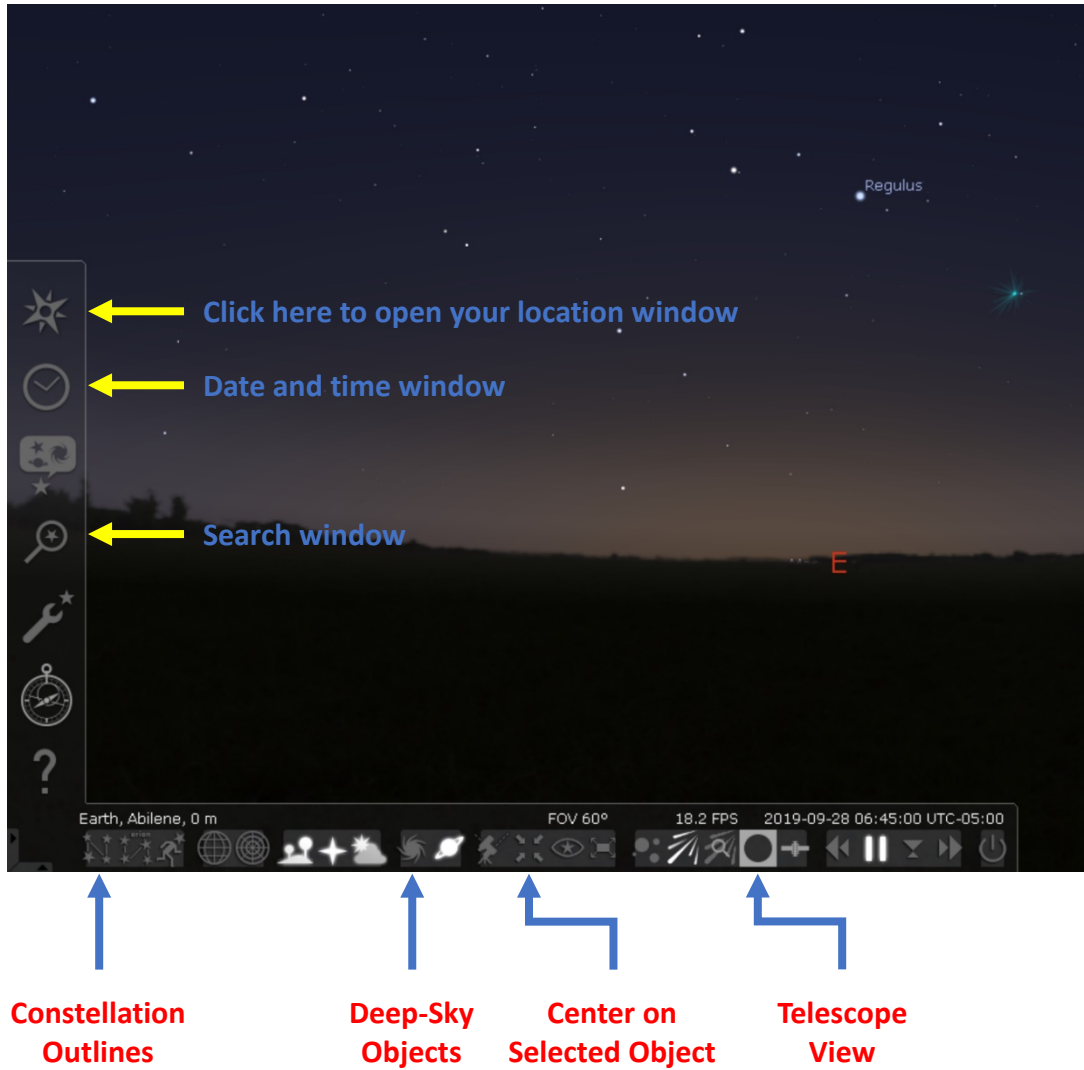 Regulus
Click here to open your location window
Date and time window
Search window
E
?
Earth, Abilene, 0 m FOV 60° 18.2 FPS 2019-09-28 06:45:00 UTC-05:00
Constellation Outlines
Deep-Sky Objects
Center on Selected Object
Telescope View